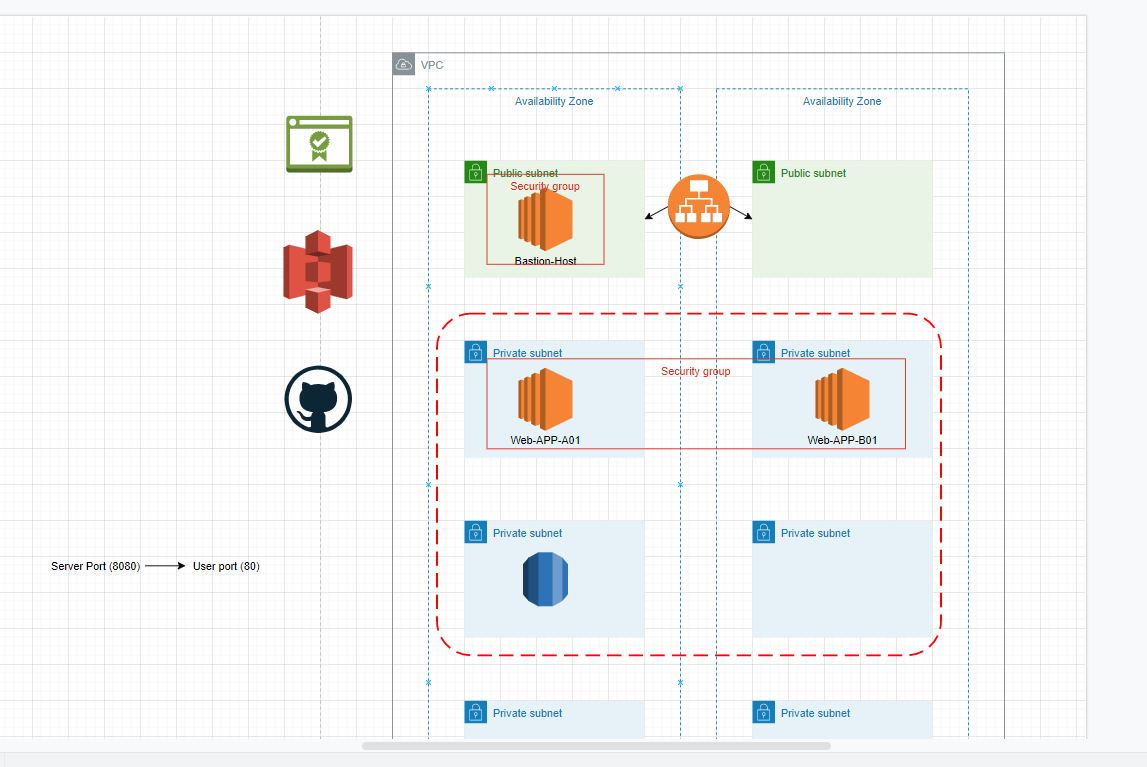 VPC
Availability Zone
Availability Zone
Public subnet
Security group
Bastion-Host
Public subnet
Private subnet
Private subnet
Security group
Web-APP-A01
Web-APP-B01
Private subnet
Private subnet
Server Port (8080)
User port (80)
Private subnet
Private subnet